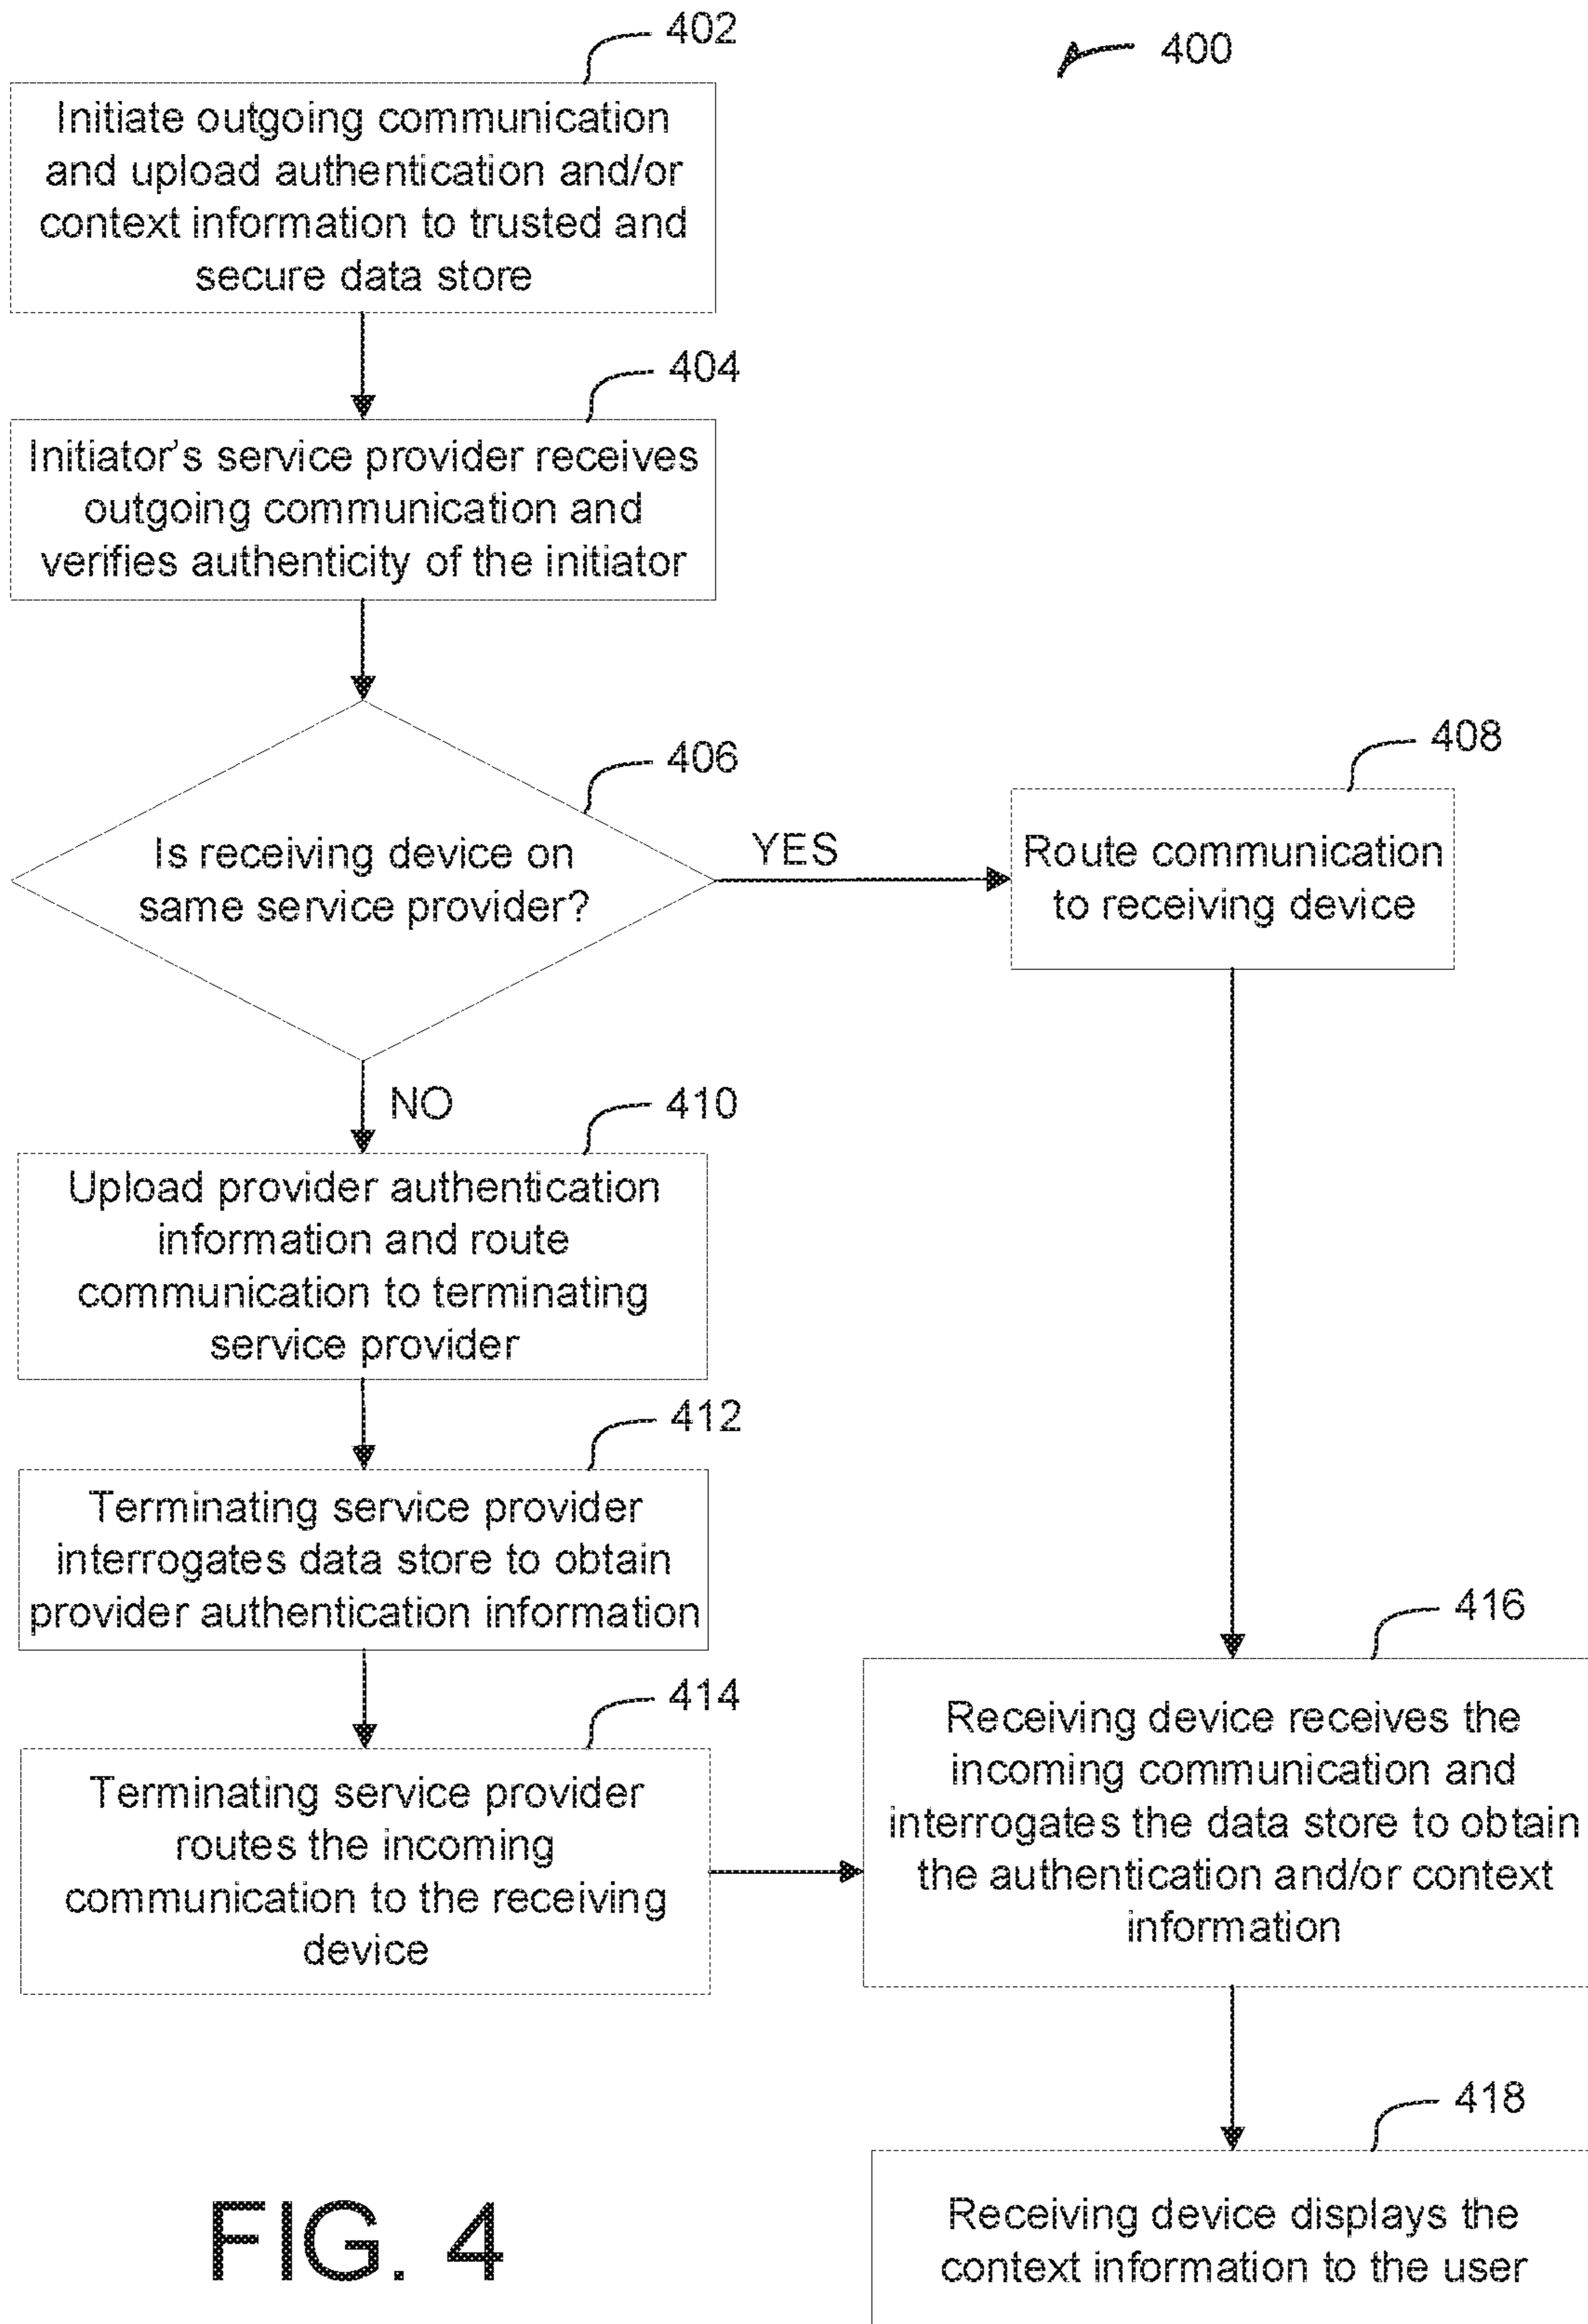 402
400
Initiate outgoing communication
and upload authentication and/or
context information to trusted and
secure data store
404
Initiator's service provider receives
outgoing communication and
verifies authenticity of the initiator
406
Is receiving device on
same service provider?
YES
408
Route communication
to receiving device
NO
410
Upload provider authentication
information and route
communication to terminating
service provider
412
Terminating service provider
interrogates data store to obtain
provider authentication information
414
Terminating service provider
routes the incoming
communication to the receiving
device
416
Receiving device receives the
incoming communication and
interrogates the data store to obtain
the authentication and/or context
information
418
Receiving device displays the
context information to the user
FIG. 4